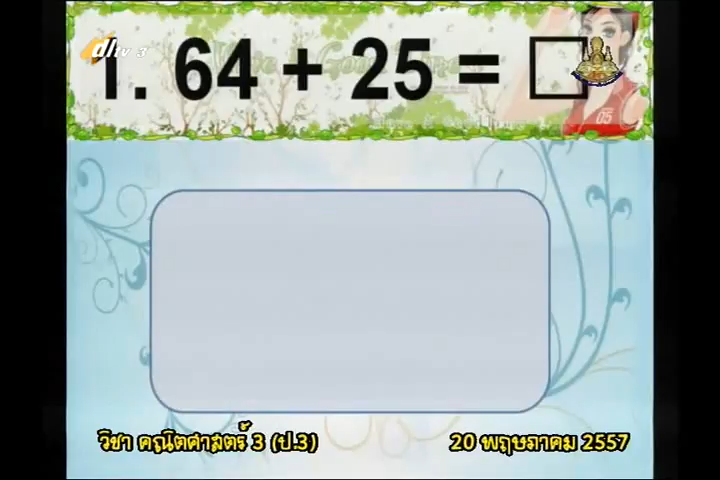 dltv 3
1. 64 + 25 = □
05
วิชา คณิตศาสตร์ 3 (ป.3)
20 พฤษภาคม 2557